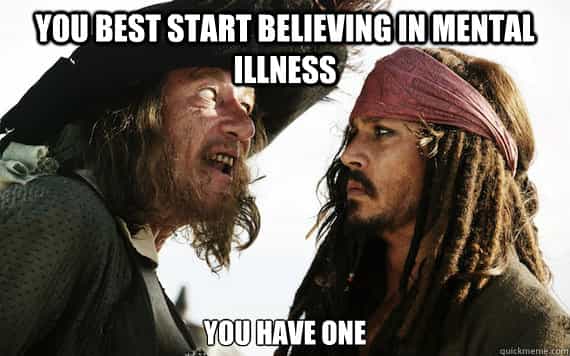 YOU BEST START BELIEVING IN MENTAL
ILLNESS
YOU HAVE ONE
quickmeme.com